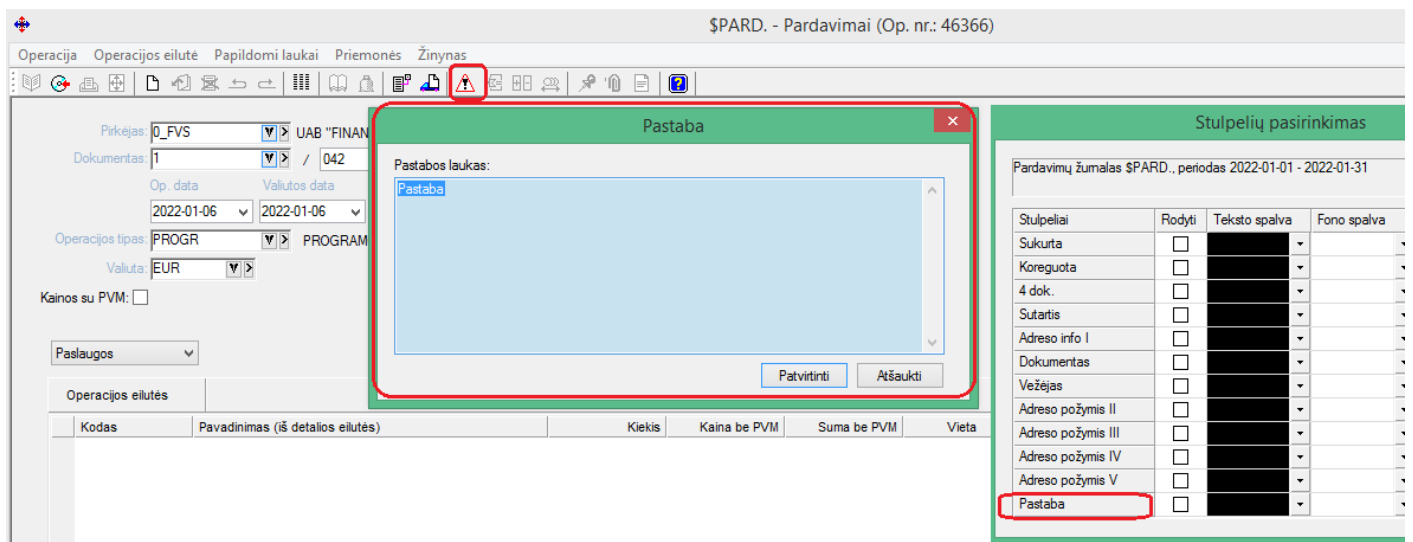 $PARD. - Pardavimai (Op. nr.: 46366)
Operacija Operacijos eilutė Papildomi laukai Priemonės Žinynas
Pirkėjas: 0_FVS UAB "FINAN
Dokumentas: 1 / 042
Op. data Valiutos data
2022-01-06 2022-01-06
Operacijos tipas: PROGR PROGRAM
Valiuta: EUR
Kainos su PVM:
Paslaugos
Operacijos eilutės
Kodas Pavadinimas (iš detalios eilutės) Kiekis Kaina be PVM Suma be PVM Vieta
Pastaba
Pastabos laukas:
Pastaba
Patvirtinti Atšaukti
Stulpelių pasirinkimas
Pardavimų žurnalas $PARD., periodas 2022-01-01 - 2022-01-31
Stulpeliai Rodyti Teksto spalva Fono spalva
Sukurta
Koreguota
4 dok.
Sutartis
Adreso info I
Dokumentas
Vežėjas
Adreso požymis II
Adreso požymis III
Adreso požymis IV
Adreso požymis V
Pastaba